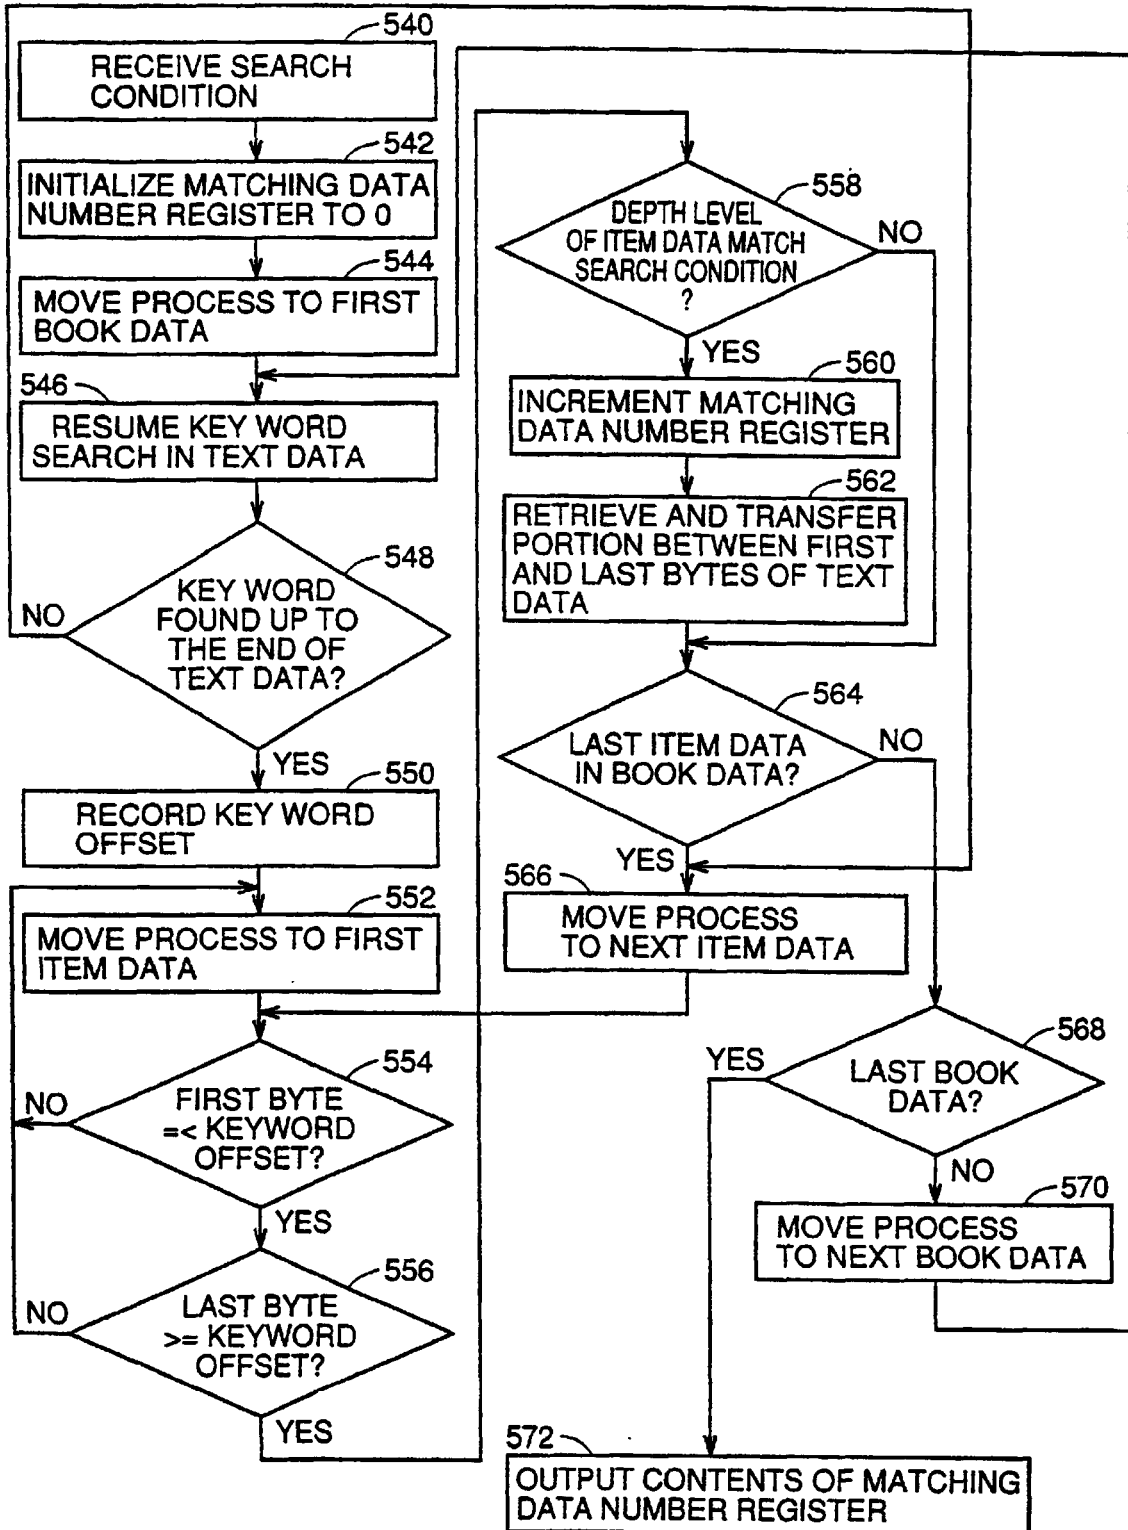 540
RECEIVE SEARCH
CONDITION
542
INITIALIZE MATCHING DATA
NUMBER REGISTER TO 0
544
MOVE PROCESS TO FIRST
BOOK DATA
546
RESUME KEY WORD
SEARCH IN TEXT DATA
548
KEY WORD
FOUND UP TO
THE END OF
TEXT DATA?
NO
YES
550
RECORD KEY WORD
OFFSET
552
MOVE PROCESS TO FIRST
ITEM DATA
554
FIRST BYTE
=< KEYWORD
OFFSET?
NO
YES
556
LAST BYTE
>= KEYWORD
OFFSET?
NO
YES
558
DEPTH LEVEL
OF ITEM DATA MATCH
SEARCH CONDITION
?
NO
YES
560
INCREMENT MATCHING
DATA NUMBER REGISTER
562
RETRIEVE AND TRANSFER
PORTION BETWEEN FIRST
AND LAST BYTES OF TEXT
DATA
564
LAST ITEM DATA
IN BOOK DATA?
NO
YES
566
MOVE PROCESS
TO NEXT ITEM DATA
568
LAST BOOK
DATA?
YES
NO
570
MOVE PROCESS
TO NEXT BOOK DATA
572
OUTPUT CONTENTS OF MATCHING
DATA NUMBER REGISTER